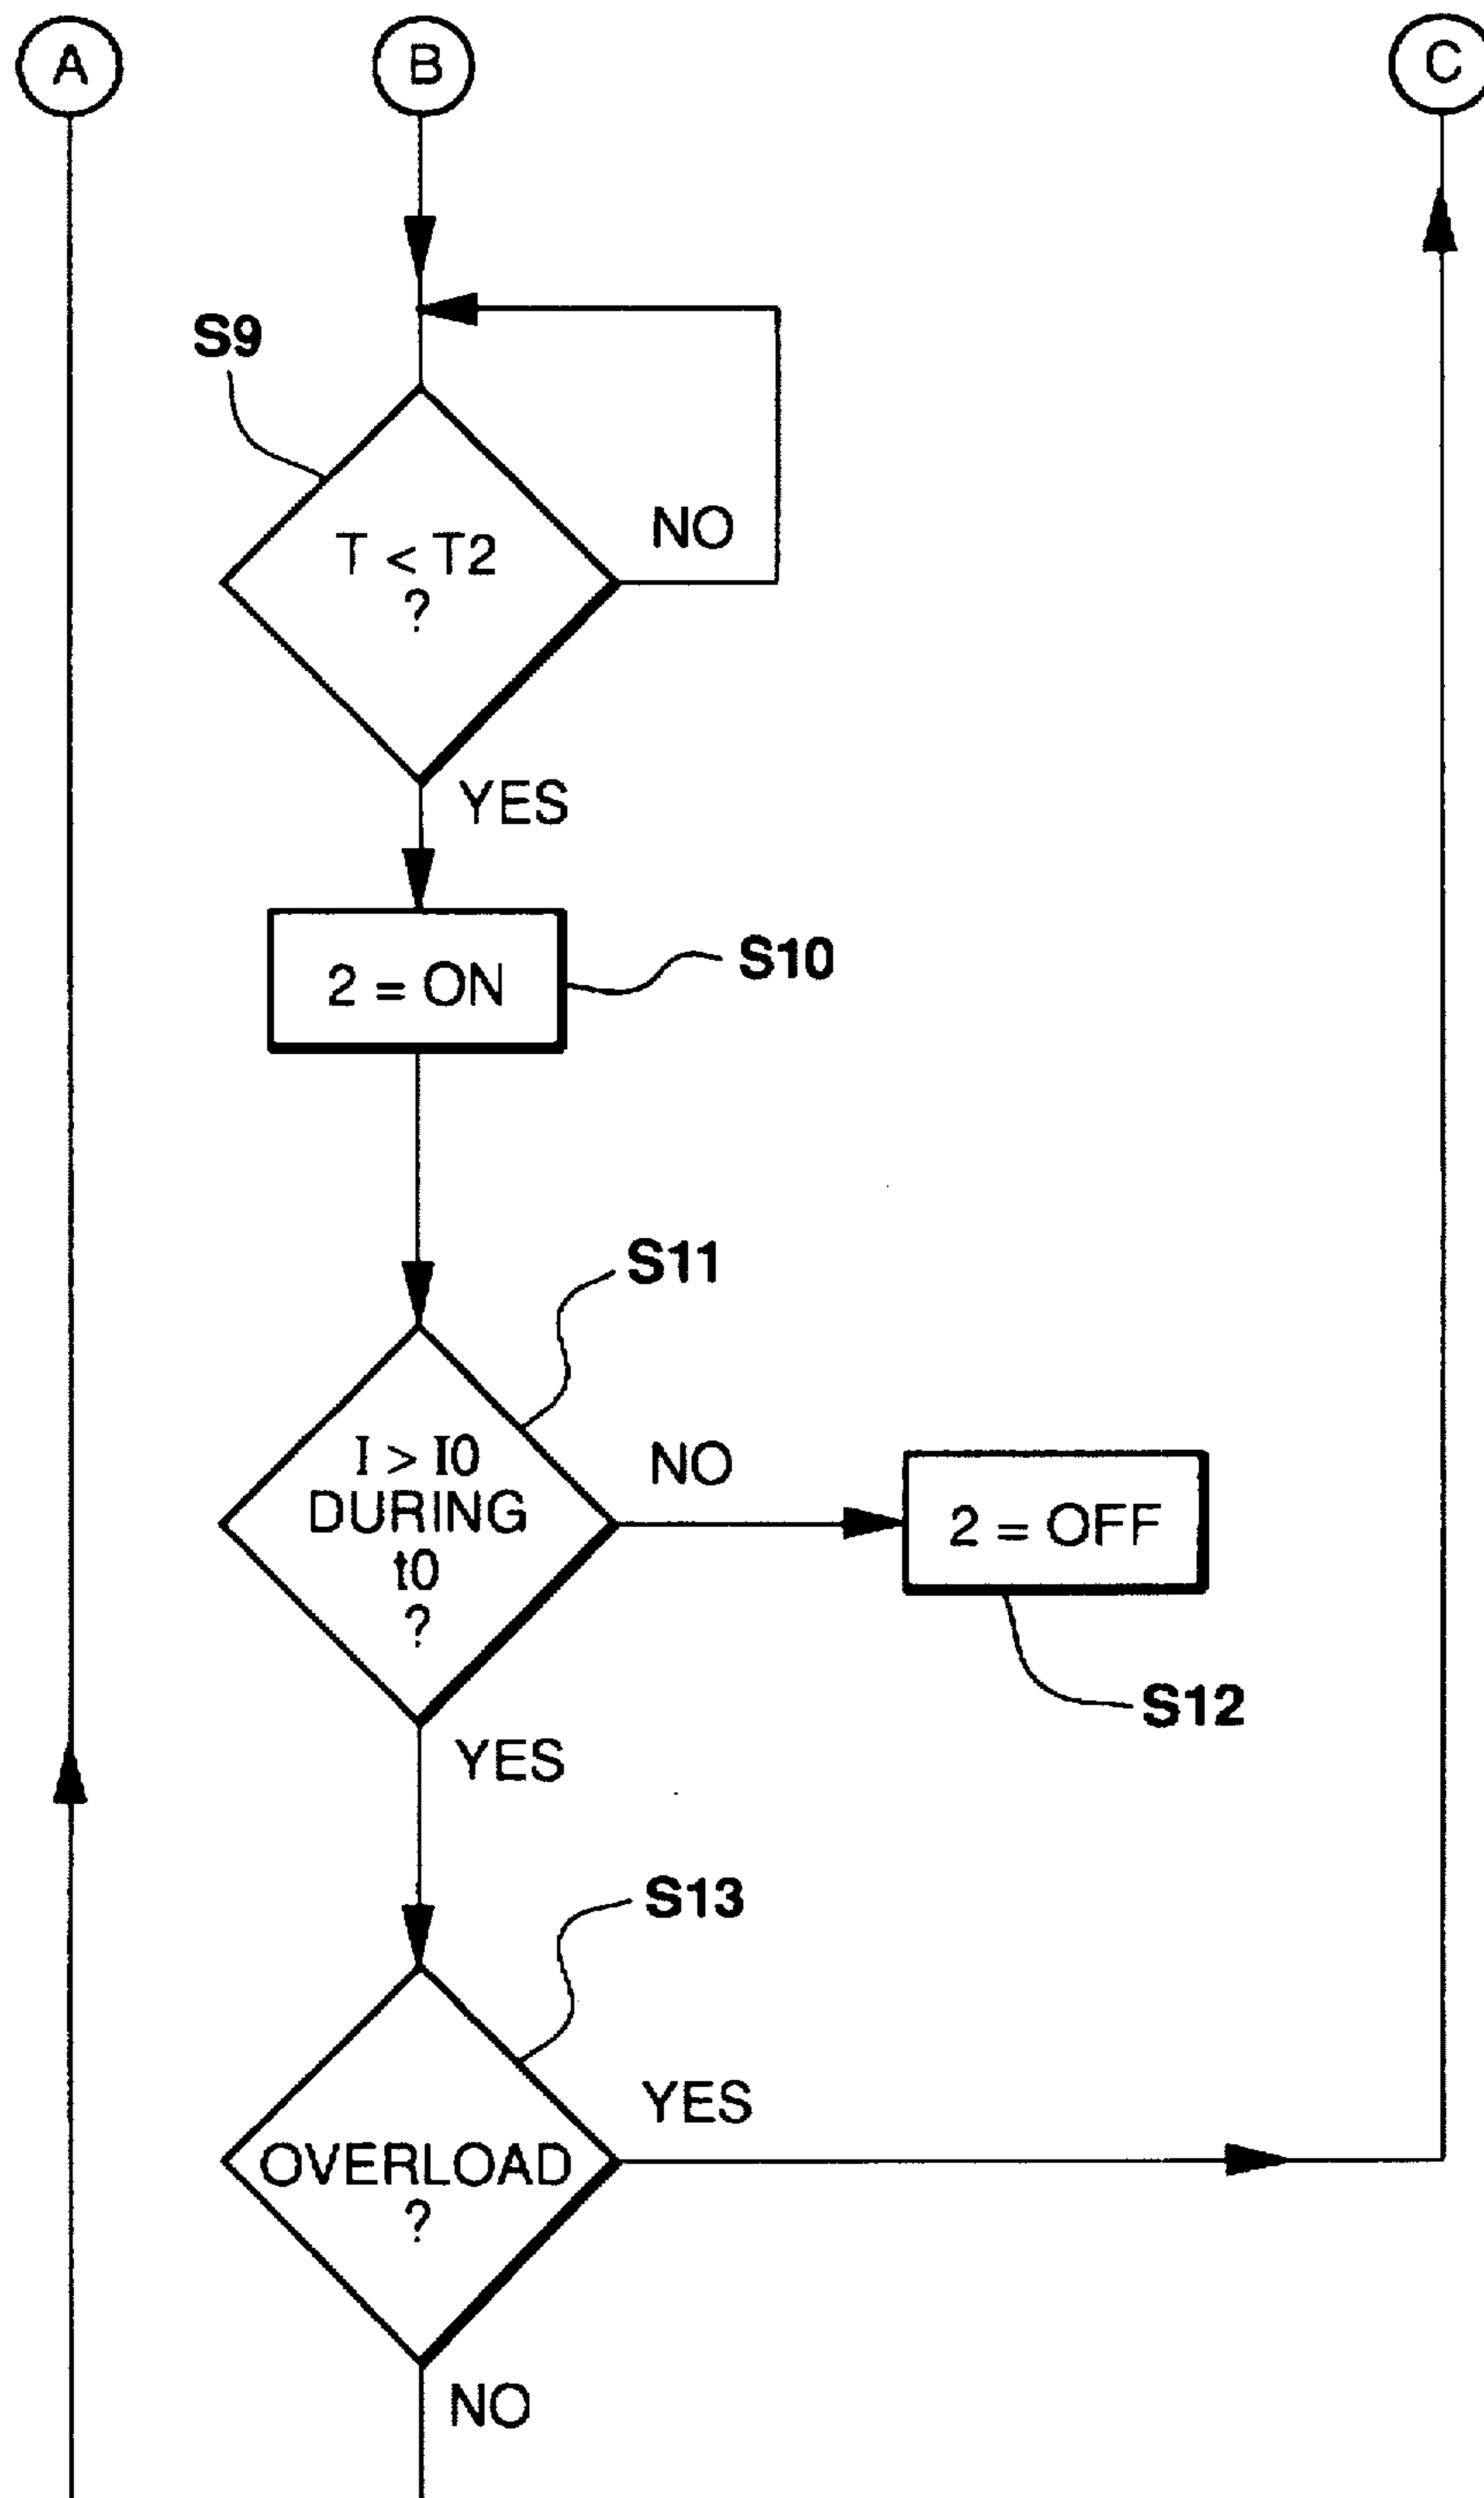 A
B
C
S9
NO
T < T2
?
YES
S10
2 = ON
S11
I > I0
DURING
t0
?
NO
2 = OFF
S12
YES
S13
YES
OVERLOAD
?
NO